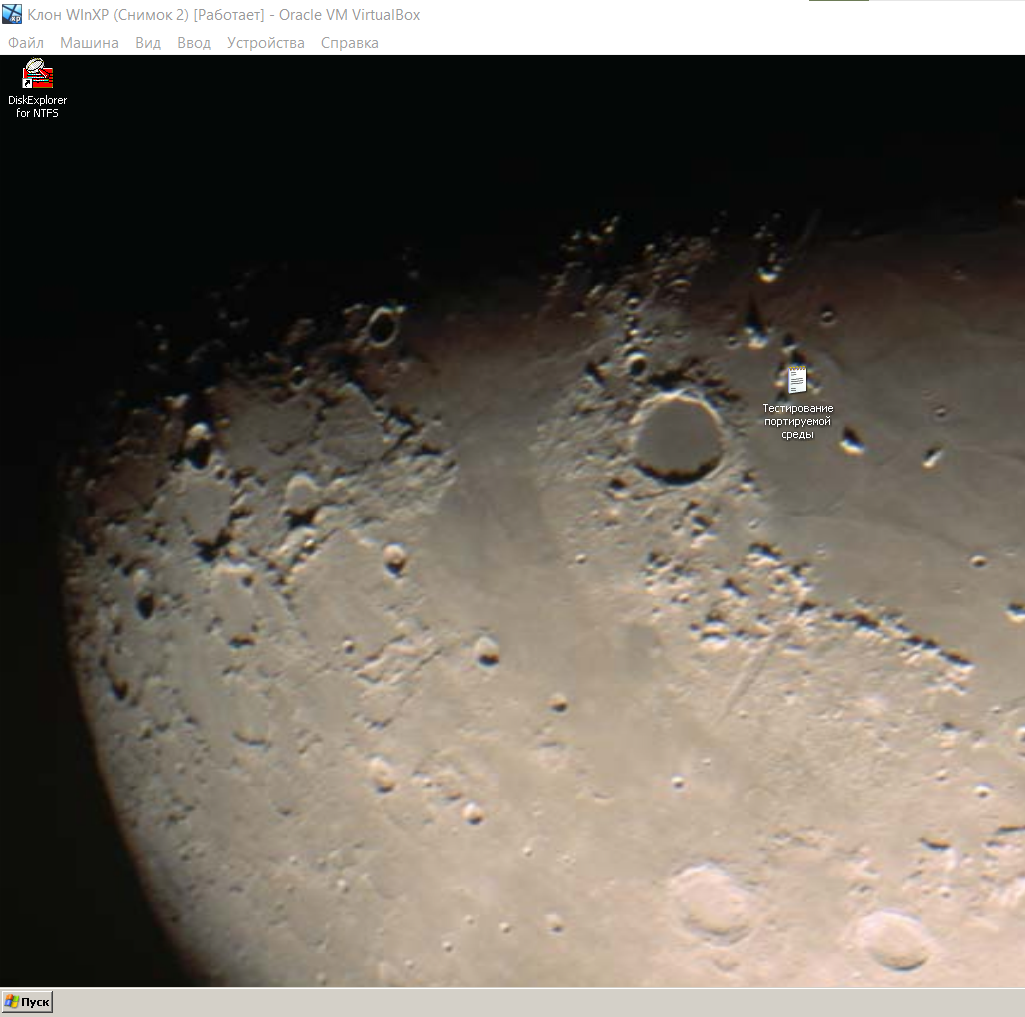 Клон WInXP (Снимок 2) [Работает] - Oracle VM VirtualBox
Файл Машина Вид Ввод Устройства Справка
DiskExplorer
for NTFS
Тестирование
портируемой
среды
Пуск